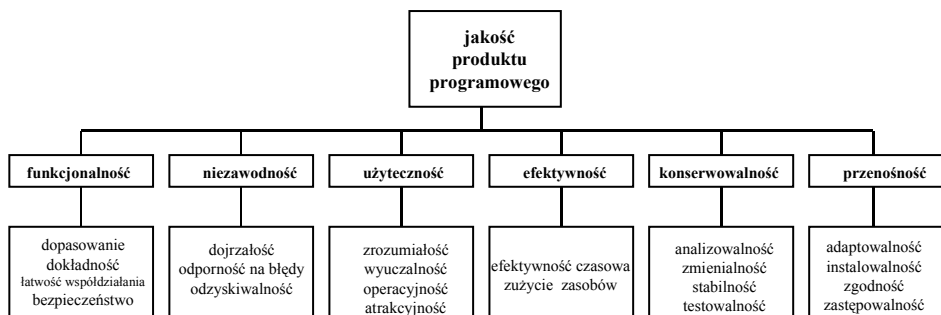 jakość
produktu
programowego
funkcjonalność
niezawodność
użyteczność
efektywność
konserwowalność
przenośność
dopasowanie
dokładność
łatwość współdziałania
bezpieczeństwo
dojrzałość
odporność na błędy
odzyskiwalność
zrozumiałość
wyuczalność
operacyjność
atrakcyjność
efektywność czasowa
zużycie zasobów
analizowalność
zmienialność
stabilność
testowalność
adaptowalność
instalowalność
zgodność
zastępowalność